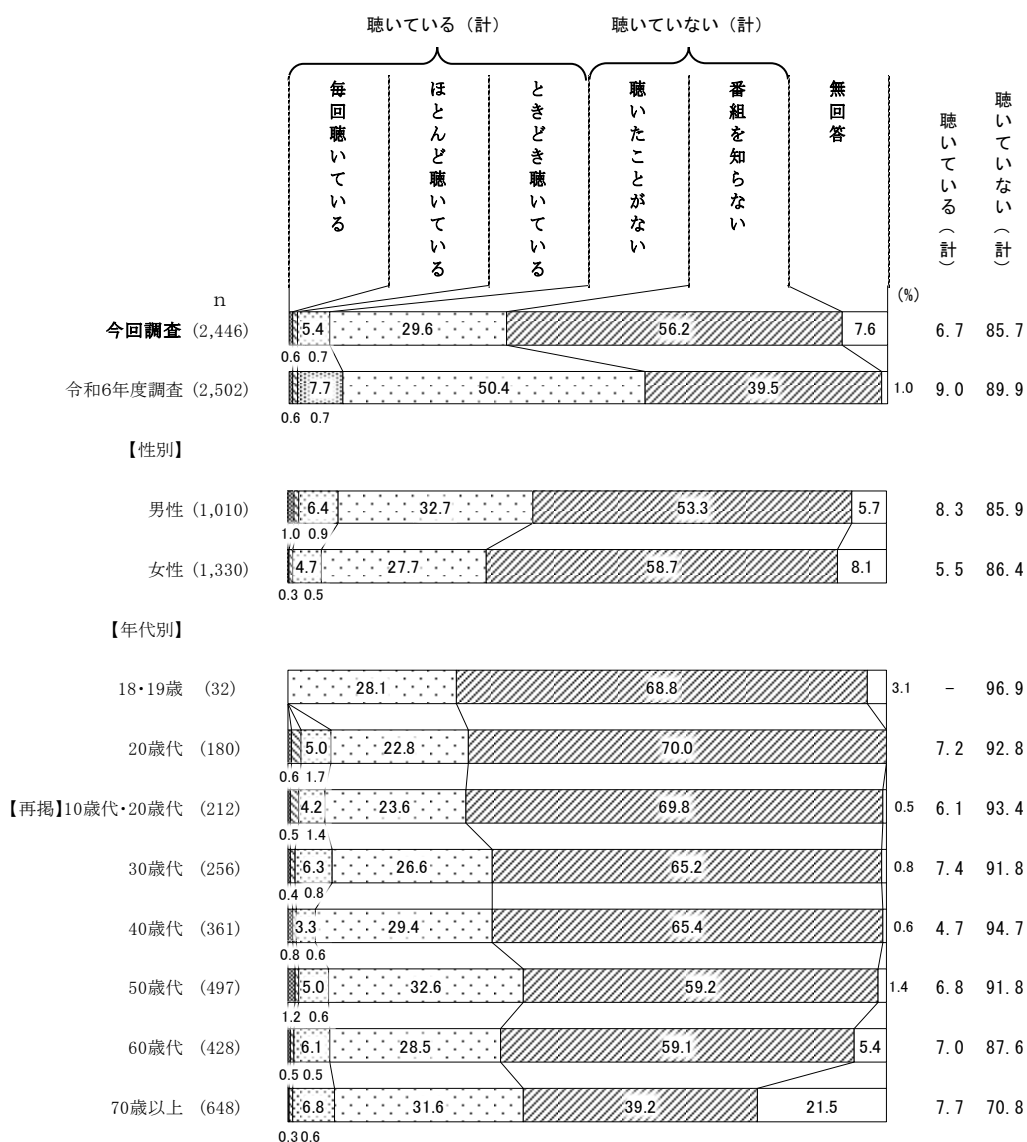 聴いている（計） 聴いていない（計）
毎回聴いている
ほとんど聴いている
ときどき聴いている
聴いたことがない
番組を知らない
無回答
聴いている（計）
聴いていない（計）
n (%)
今回調査 (2,446) 5.4 29.6 56.2 7.6 6.7 85.7
0.6 0.7
令和6年度調査 (2,502) 7.7 50.4 39.5 1.0 9.0 89.9
0.6 0.7
【性別】
男性 (1,010) 6.4 32.7 53.3 5.7 8.3 85.9
1.0 0.9
女性 (1,330) 4.7 27.7 58.7 8.1 5.5 86.4
0.3 0.5
【年代別】
18・19歳 (32) 28.1 68.8 3.1 － 96.9
20歳代 (180) 5.0 22.8 70.0 7.2 92.8
0.6 1.7
【再掲】10歳代・20歳代 (212) 4.2 23.6 69.8 0.5 6.1 93.4
0.5 1.4
30歳代 (256) 6.3 26.6 65.2 0.8 7.4 91.8
0.4 0.8
40歳代 (361) 3.3 29.4 65.4 0.6 4.7 94.7
0.8 0.6
50歳代 (497) 5.0 32.6 59.2 1.4 6.8 91.8
1.2 0.6
60歳代 (428) 6.1 28.5 59.1 5.4 7.0 87.6
0.5 0.5
70歳以上 (648) 6.8 31.6 39.2 21.5 7.7 70.8
0.3 0.6